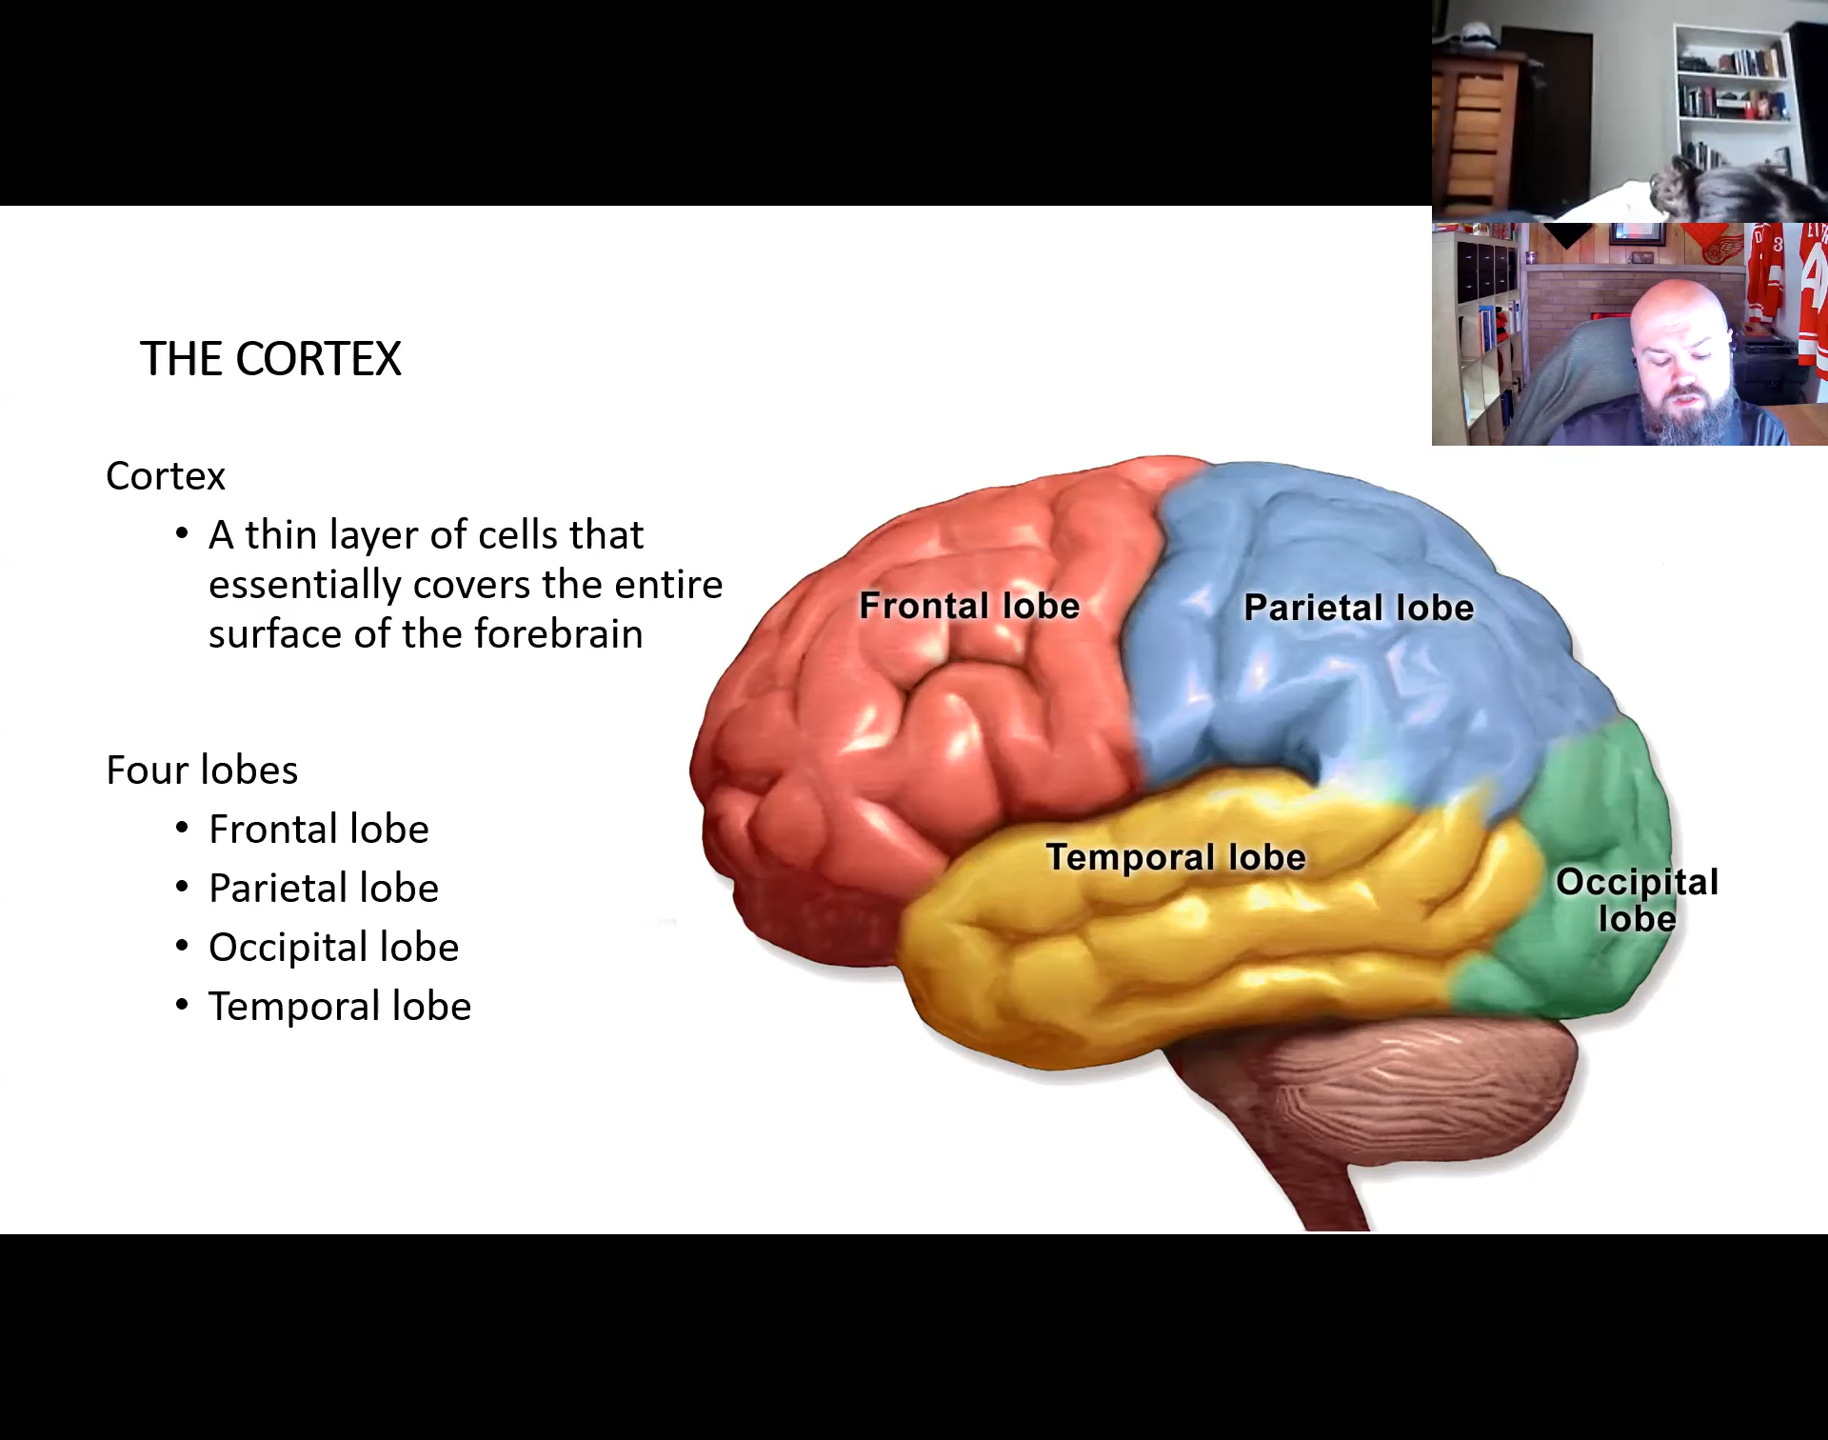 THE CORTEX
Cortex
• A thin layer of cells that
essentially covers the entire
surface of the forebrain
Four lobes
• Frontal lobe
• Parietal lobe
• Occipital lobe
• Temporal lobe
Frontal lobe
Parietal lobe
Temporal lobe
Occipital
lobe